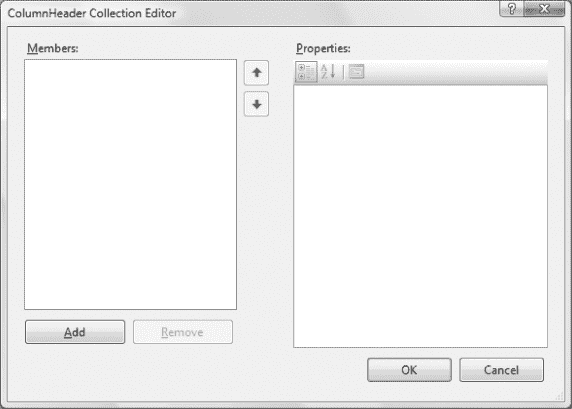 ColumnHeader Collection Editor
?
Members:
Properties:
A
Z
Add
Remove
OK
Cancel